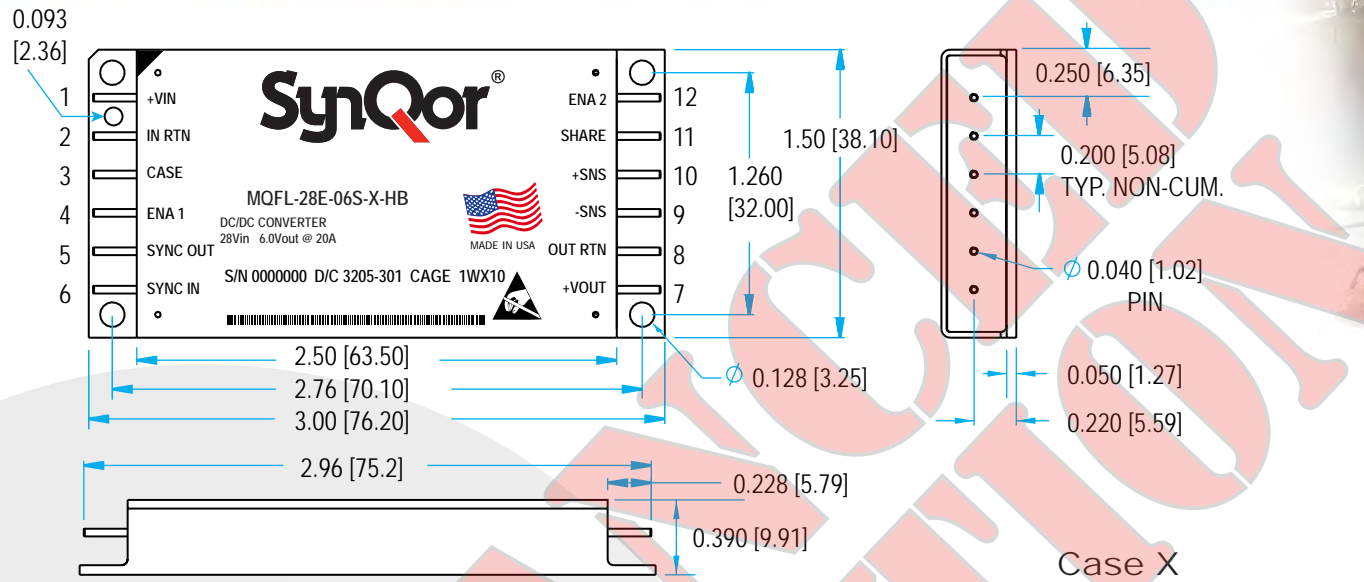 0.093
[2.36]
SynQor®
1 +VIN
2 IN RTN
3 CASE
4 ENA 1
5 SYNC OUT
6 SYNC IN
ENA 2 12
SHARE 11
+SNS 10
-SNS 9
OUT RTN 8
+VOUT 7
MQFL-28E-06S-X-HB
DC/DC CONVERTER
28Vin 6.0Vout @ 20A
MADE IN USA
S/N 0000000 D/C 3205-301 CAGE 1WX10
1.260
[32.00]
1.50 [38.10]
2.50 [63.50]
2.76 [70.10]
3.00 [76.20]
Ø 0.128 [3.25]
0.250 [6.35]
0.200 [5.08]
TYP. NON-CUM.
Ø 0.040 [1.02]
PIN
0.050 [1.27]
0.220 [5.59]
2.96 [75.2]
0.228 [5.79]
0.390 [9.91]
Case X